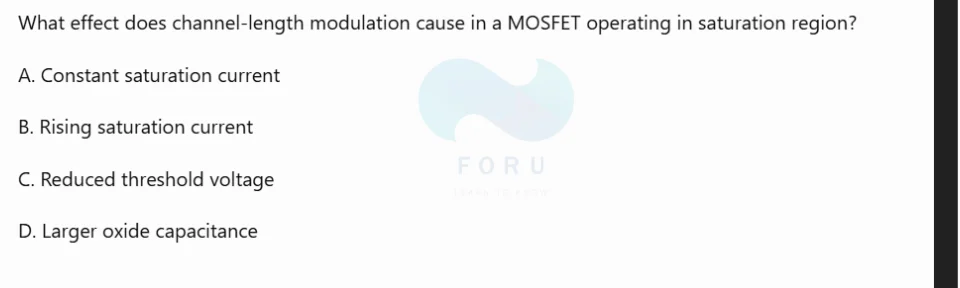 What effect does channel-length modulation cause in a MOSFET operating in saturation region?
A. Constant saturation current
B. Rising saturation current
FORU
C. Reduced threshold voltage
D. Larger oxide capacitance